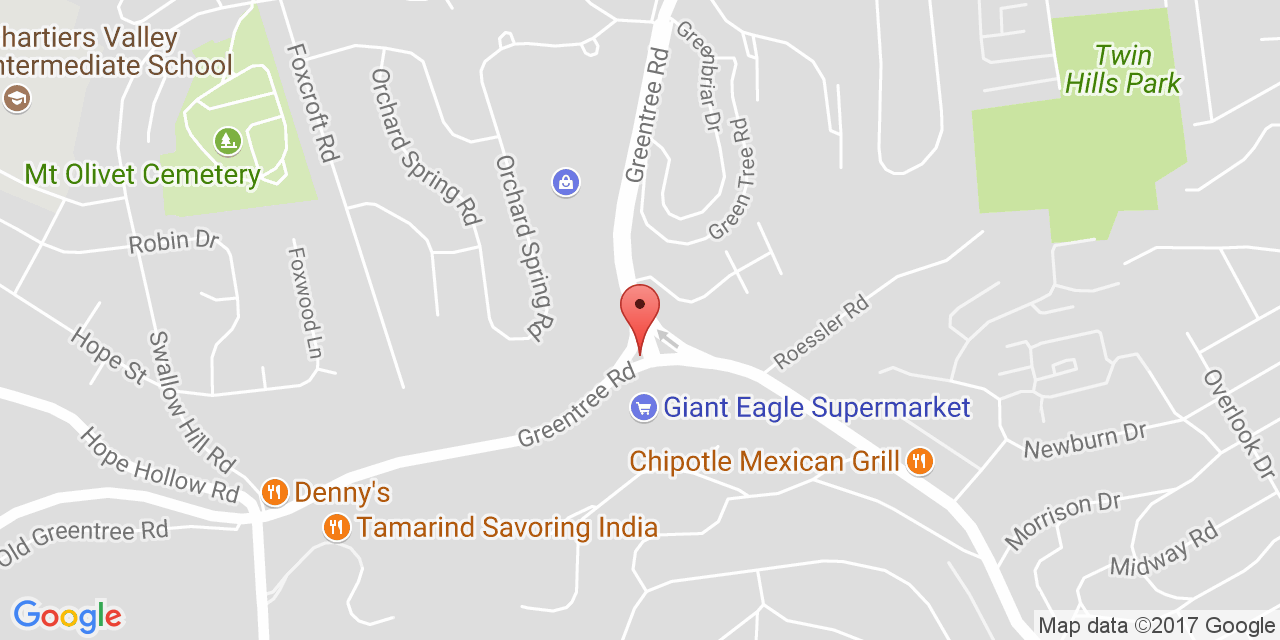 hartiers Valley
ntermediate School
Mt Olivet Cemetery
Foxcroft Rd
Orchard Spring Rd
Orchard Spring Rd
Greentree Rd
Greenbriar Dr
Green Tree Rd
Twin
Hills Park
Robin Dr
Foxwood Ln
Hope St
Swallow Hill Rd
Roessler Rd
Greentree Rd
Giant Eagle Supermarket
Chipotle Mexican Grill
Newburn Dr
Overlook Dr
Hope Hollow Rd
Denny's
Tamarind Savoring India
Old Greentree Rd
Morrison Dr
Midway Rd
Google
Map data ©2017 Google